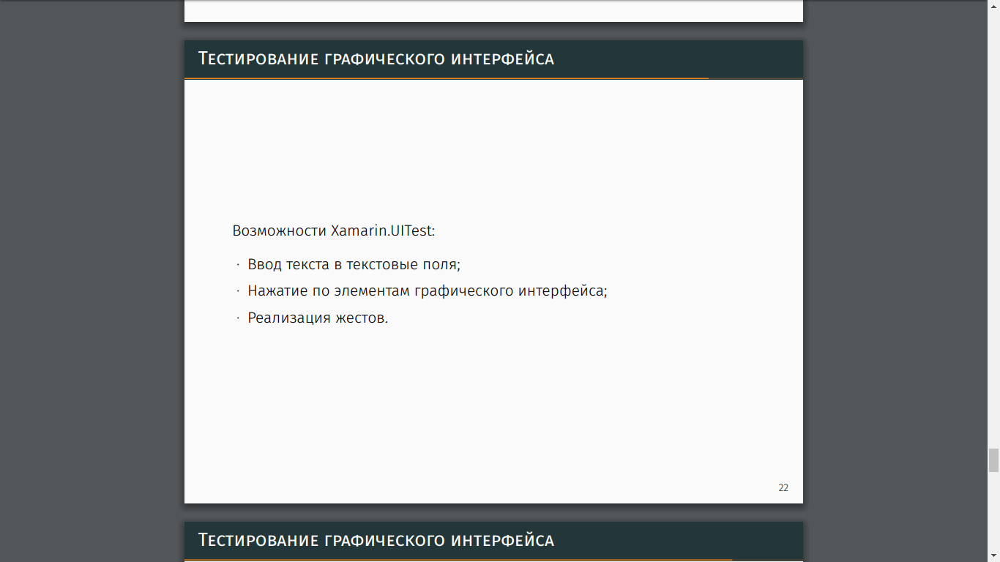 Тестирование графического интерфейса
Возможности Xamarin.UITest:
· Ввод текста в текстовые поля;
· Нажатие по элементам графического интерфейса;
· Реализация жестов.
22
Тестирование графического интерфейса